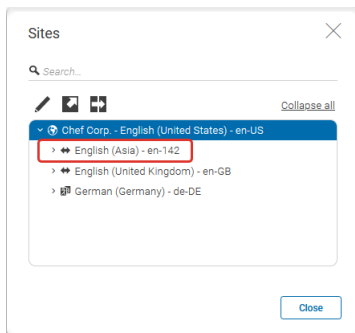 Sites
Search...
Collapse all
Chef Corp. - English (United States) - en-US
English (Asia) - en-142
English (United Kingdom) - en-GB
German (Germany) - de-DE
Close